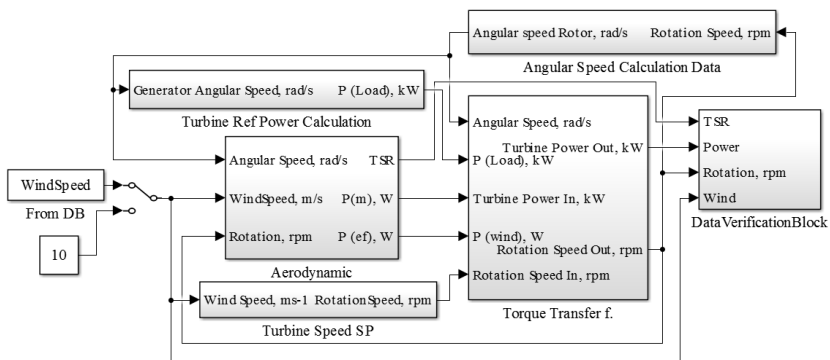 Angular speed Rotor, rad/s Rotation Speed, rpm
Angular Speed Calculation Data
Generator Angular Speed, rad/s P (Load), kW
Turbine Ref Power Calculation
Angular Speed, rad/s TSR
WindSpeed, m/s P(m), W
Rotation, rpm P (ef), W
Aerodynamic
WindSpeed
From DB
10
Wind Speed, ms-1 RotationSpeed, rpm
Turbine Speed SP
Angular Speed, rad/s
Turbine Power Out, kW
P (Load), kW
Turbine Power In, kW
P (wind), W
Rotation Speed Out, rpm
Rotation Speed In, rpm
Torque Transfer f.
TSR
Power
Rotation, rpm
Wind
DataVerificationBlock